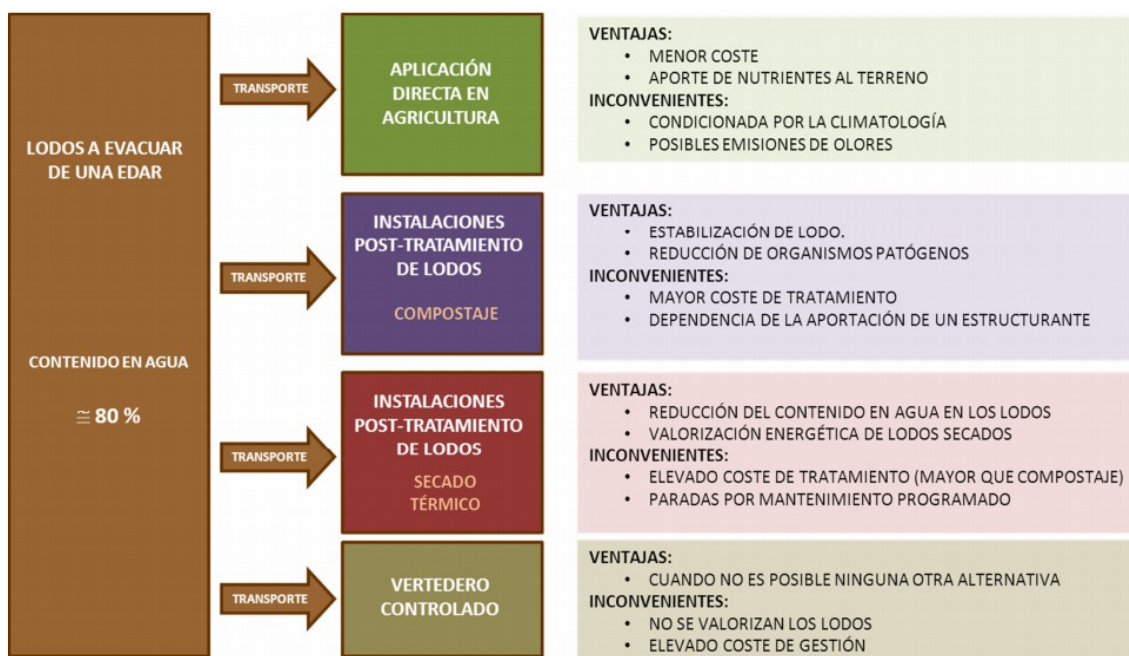 LODOS A EVACUAR
DE UNA EDAR
CONTENIDO EN AGUA
≅ 80 %
TRANSPORTE
APLICACIÓN
DIRECTA EN
AGRICULTURA
VENTAJAS:
• MENOR COSTE
• APORTE DE NUTRIENTES AL TERRENO
INCONVENIENTES:
• CONDICIONADA POR LA CLIMATOLOGÍA
• POSIBLES EMISIONES DE OLORES
TRANSPORTE
INSTALACIONES
POST-TRATAMIENTO
DE LODOS
COMPOSTAJE
VENTAJAS:
• ESTABILIZACIÓN DE LODO.
• REDUCCIÓN DE ORGANISMOS PATÓGENOS
INCONVENIENTES:
• MAYOR COSTE DE TRATAMIENTO
• DEPENDENCIA DE LA APORTACIÓN DE UN ESTRUCTURANTE
TRANSPORTE
INSTALACIONES
POST-TRATAMIENTO
DE LODOS
SECADO
TÉRMICO
VENTAJAS:
• REDUCCIÓN DEL CONTENIDO EN AGUA EN LOS LODOS
• VALORIZACIÓN ENERGÉTICA DE LODOS SECADOS
INCONVENIENTES:
• ELEVADO COSTE DE TRATAMIENTO (MAYOR QUE COMPOSTAJE)
• PARADAS POR MANTENIMIENTO PROGRAMADO
TRANSPORTE
VERTEDERO
CONTROLADO
VENTAJAS:
• CUANDO NO ES POSIBLE NINGUNA OTRA ALTERNATIVA
INCONVENIENTES:
• NO SE VALORIZAN LOS LODOS
• ELEVADO COSTE DE GESTIÓN